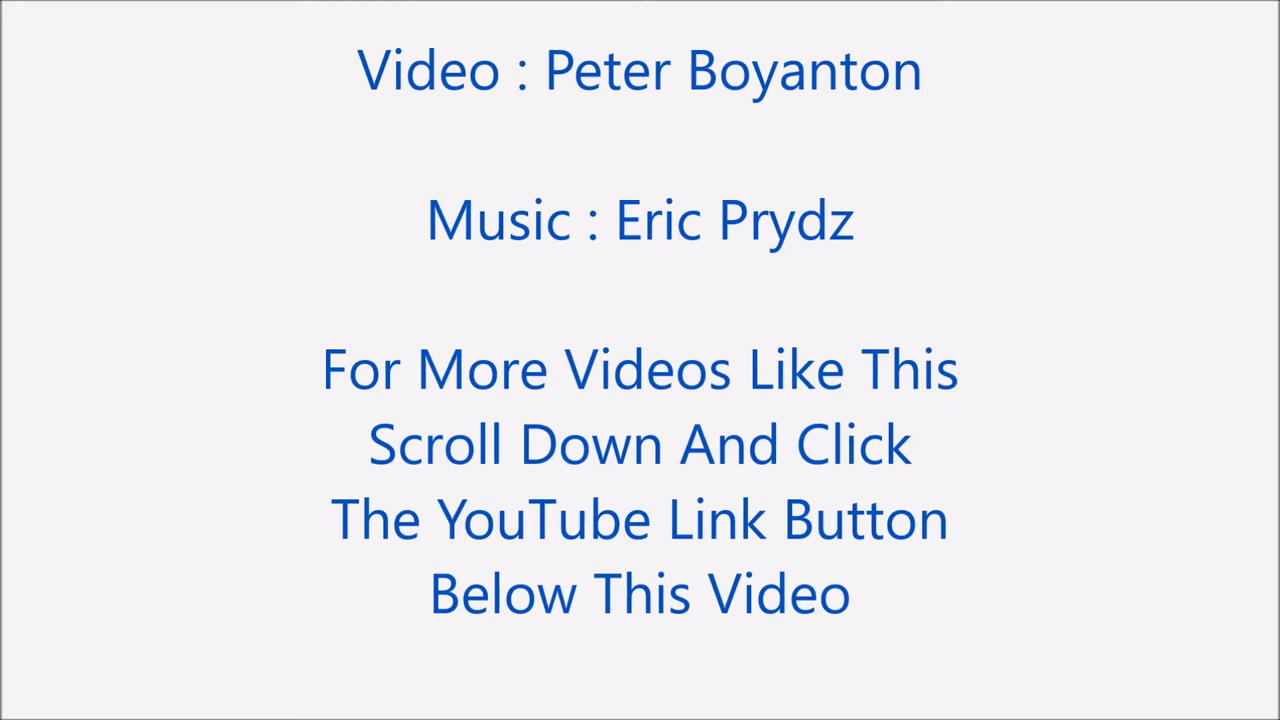 Video : Peter Boyanton
Music : Eric Prydz
For More Videos Like This
Scroll Down And Click
The YouTube Link Button
Below This Video